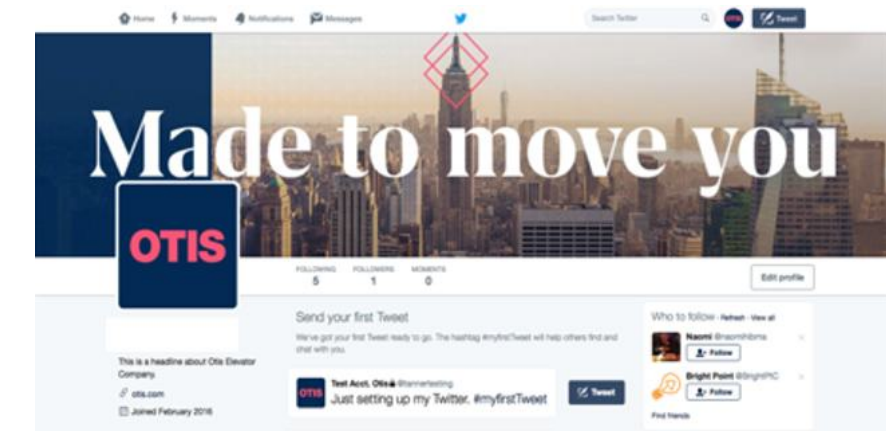 Home Moments Notifications Messages Search Twitter Tweet
Made to move you
OTIS
FOLLOWING FOLLOWERS MOMENTS
5 1 0
Edit profile
This is a headline about Otis Elevator
Company.
otis.com
Joined February 2016
Send your first Tweet
We've got your first Tweet ready to go. The hashtag #myfirstTweet will help others find and
chat with you.
OTIS
Test Acct. Otis @tannertesting
Just setting up my Twitter. #myfirstTweet
Tweet
Who to follow · Refresh · View all
Naomi
Follow
Bright Point @BrightPtC
Follow
Find friends